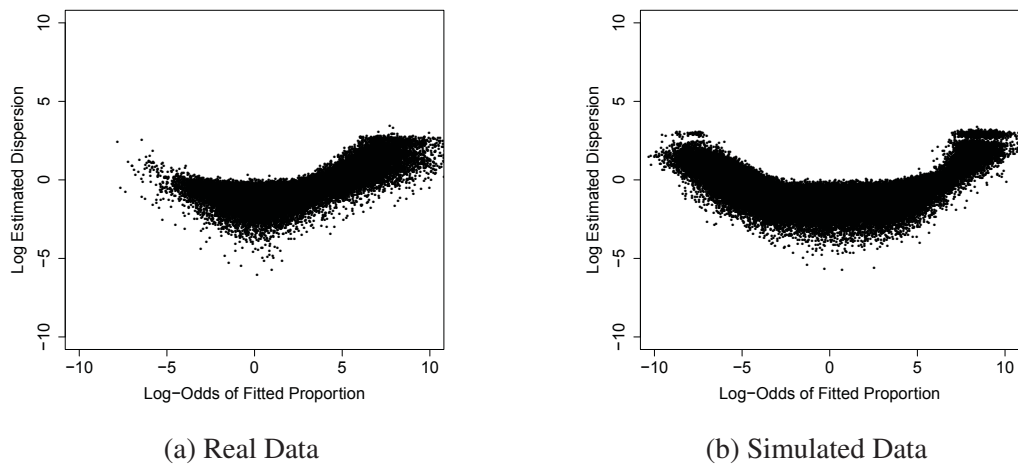 10
5
0
−5
−10
Log Estimated Dispersion
−10 −5 0 5 10
Log−Odds of Fitted Proportion
(a) Real Data
10
5
0
−5
−10
Log Estimated Dispersion
−10 −5 0 5 10
Log−Odds of Fitted Proportion
(b) Simulated Data